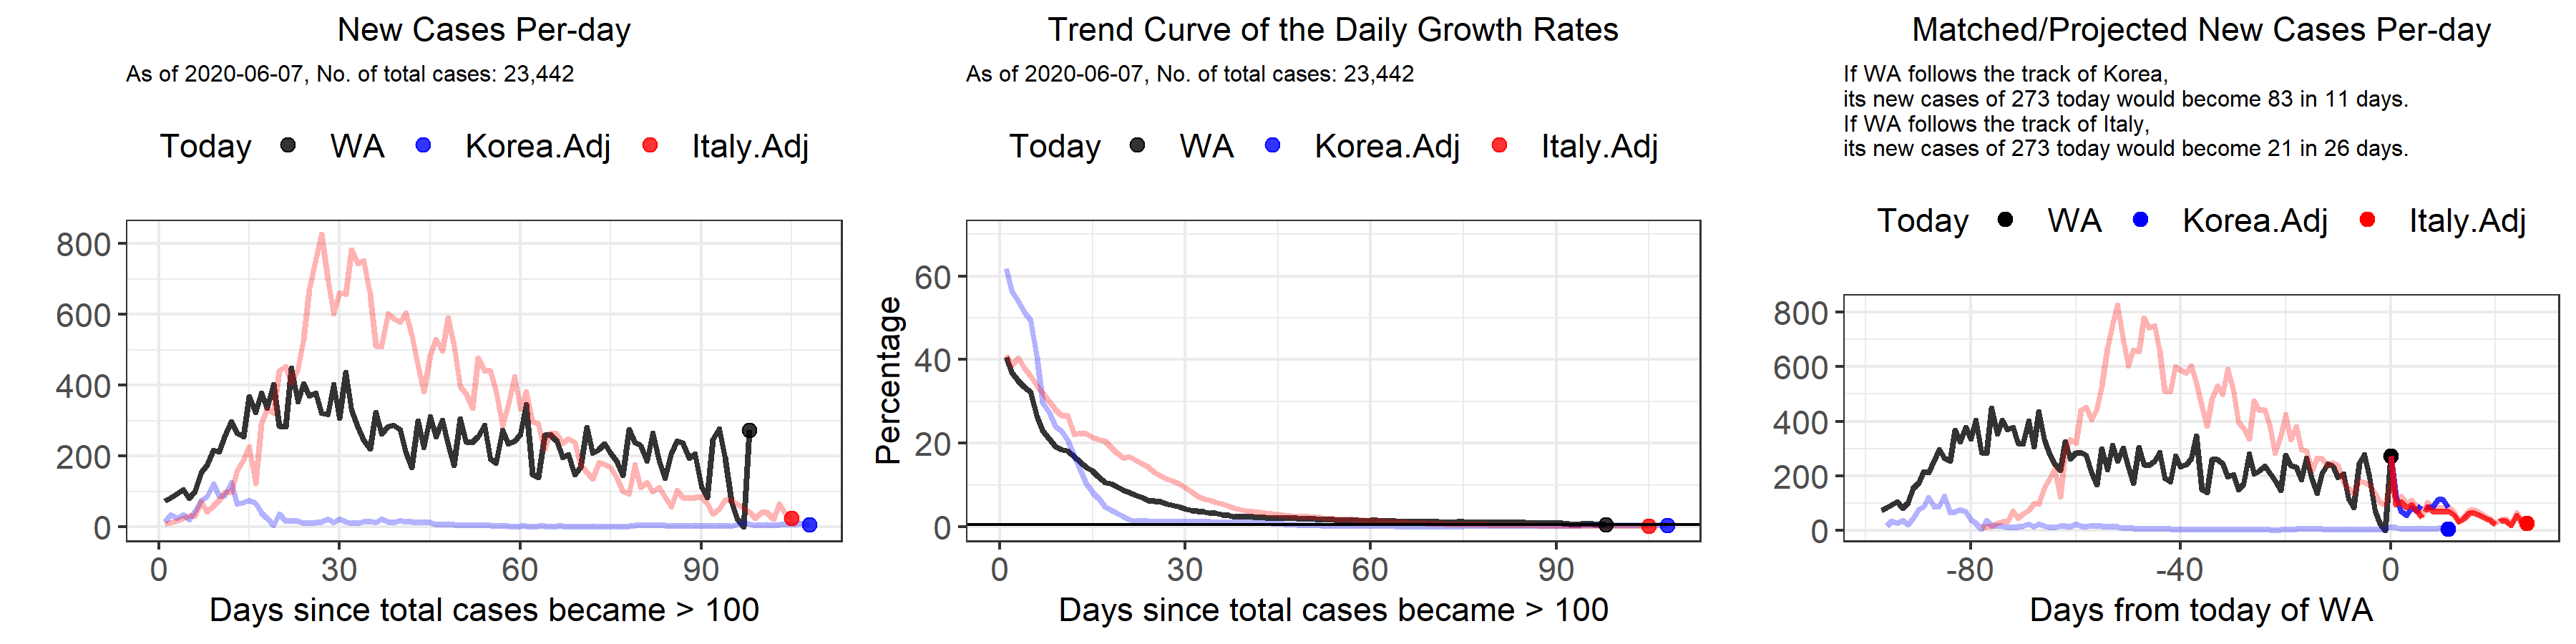 New Cases Per-day
As of 2020-06-07, No. of total cases: 23,442
Today WA Korea.Adj Italy.Adj
800
600
400
200
0
0 30 60 90
Days since total cases became > 100
Trend Curve of the Daily Growth Rates
As of 2020-06-07, No. of total cases: 23,442
Today WA Korea.Adj Italy.Adj
Percentage
60
40
20
0
0 30 60 90
Days since total cases became > 100
Matched/Projected New Cases Per-day
If WA follows the track of Korea,
its new cases of 273 today would become 83 in 11 days.
If WA follows the track of Italy,
its new cases of 273 today would become 21 in 26 days.
Today WA Korea.Adj Italy.Adj
800
600
400
200
0
-80 -40 0
Days from today of WA